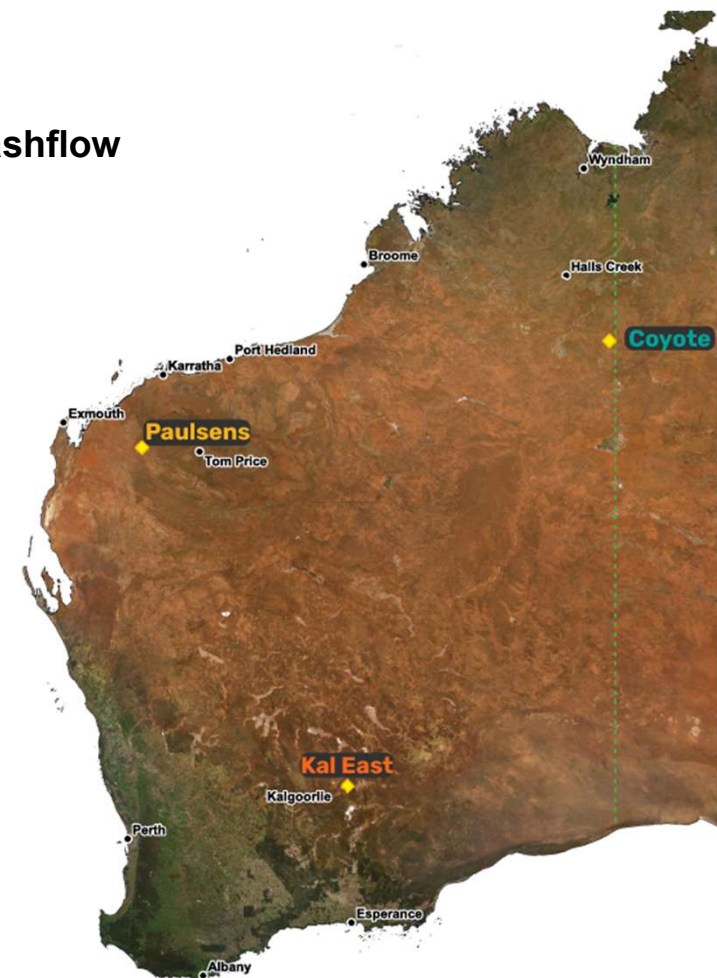 shflow
Wyndham
Broome
Halls Creek
Coyote
Port Hedland
Karratha
Exmouth
Paulsens
Tom Price
Kal East
Kalgoorlie
Perth
Esperance
Albany